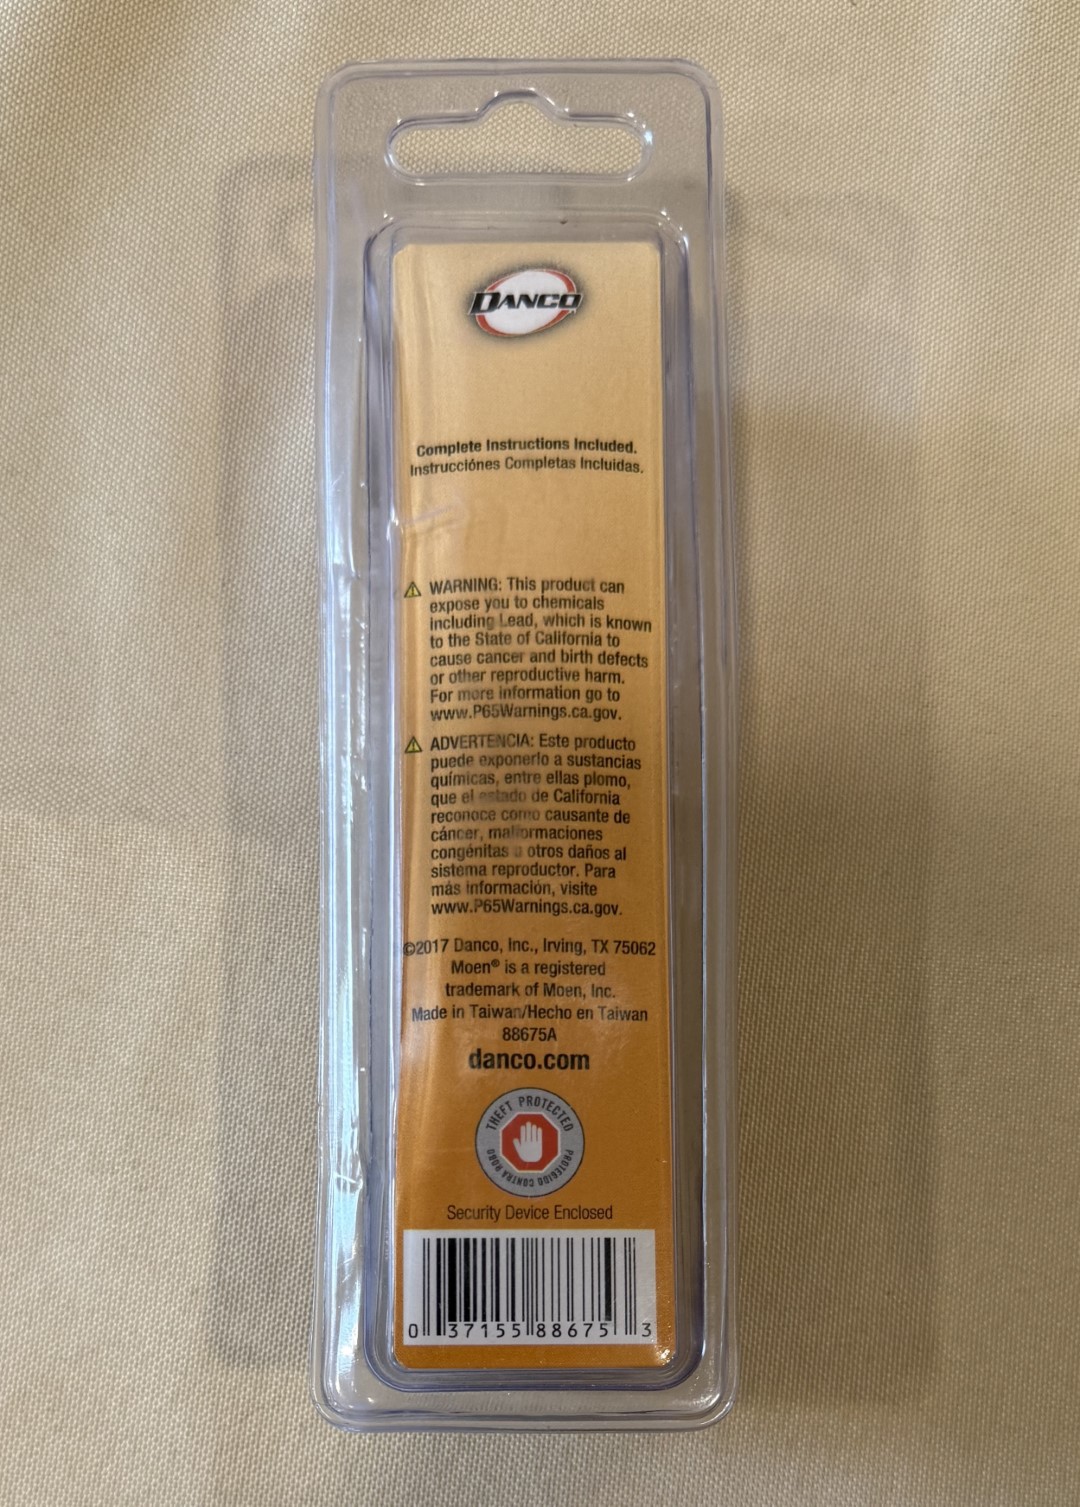 DANCO
Complete Instructions Included.
Instrucciónes Completas Incluidas.
WARNING: This product can
expose you to chemicals
including Lead, which is known
to the State of California to
cause cancer and birth defects
or other reproductive harm.
For more information go to
www.P65Warnings.ca.gov.
ADVERTENCIA: Este producto
puede exponerlo a sustancias
químicas, entre ellas plomo,
que el estado de California
reconoce como causante de
cáncer, malformaciones
congénitas u otros daños al
sistema reproductor. Para
más información, visite
www.P65Warnings.ca.gov.
©2017 Danco, Inc., Irving, TX 75062
Moen® is a registered
trademark of Moen, Inc.
Made in Taiwan/Hecho en Taiwan
88675A
danco.com
THEFT PROTECTED
PROTEGIDO CONTRA ROBO
Security Device Enclosed
0 37155 88675 3